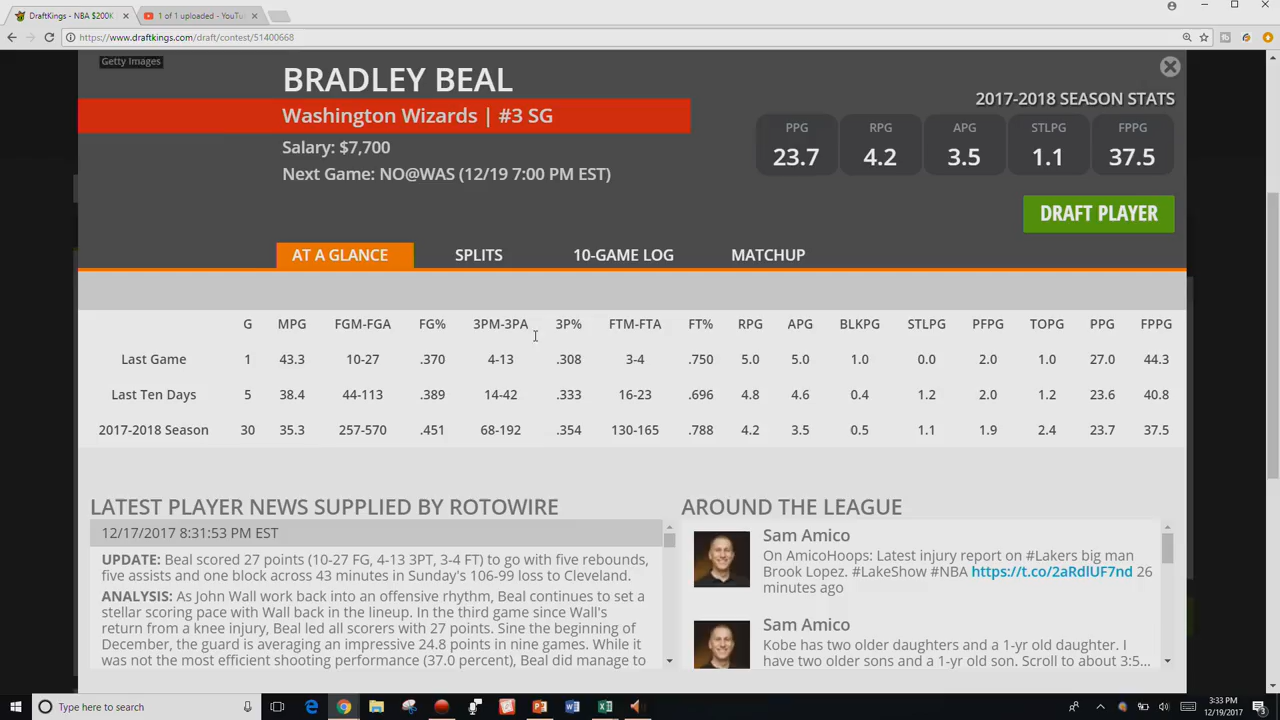 DraftKings - NBA $200K
1 of 1 uploaded - YouTu
https://www.draftkings.com/draft/contest/51400668
Getty Images
BRADLEY BEAL
Washington Wizards | #3 SG
Salary: $7,700
Next Game: NO@WAS (12/19 7:00 PM EST)
2017-2018 SEASON STATS
PPG RPG APG STLPG FPPG
23.7 4.2 3.5 1.1 37.5
DRAFT PLAYER
AT A GLANCE SPLITS 10-GAME LOG MATCHUP
G MPG FGM-FGA FG% 3PM-3PA 3P% FTM-FTA FT% RPG APG BLKPG STLPG PFPG TOPG PPG FPPG
Last Game 1 43.3 10-27 .370 4-13 .308 3-4 .750 5.0 5.0 1.0 0.0 2.0 1.0 27.0 44.3
Last Ten Days 5 38.4 44-113 .389 14-42 .333 16-23 .696 4.8 4.6 0.4 1.2 2.0 1.2 23.6 40.8
2017-2018 Season 30 35.3 257-570 .451 68-192 .354 130-165 .788 4.2 3.5 0.5 1.1 1.9 2.4 23.7 37.5
LATEST PLAYER NEWS SUPPLIED BY ROTOWIRE
12/17/2017 8:31:53 PM EST
UPDATE: Beal scored 27 points (10-27 FG, 4-13 3PT, 3-4 FT) to go with five rebounds,
five assists and one block across 43 minutes in Sunday's 106-99 loss to Cleveland.
ANALYSIS: As John Wall work back into an offensive rhythm, Beal continues to set a
stellar scoring pace with Wall back in the lineup. In the third game since Wall's
return from a knee injury, Beal led all scorers with 27 points. Sine the beginning of
December, the guard is averaging an impressive 24.8 points in nine games. While it
was not the most efficient shooting performance (37.0 percent), Beal did manage to
AROUND THE LEAGUE
Sam Amico
On AmicoHoops: Latest injury report on #Lakers big man
Brook Lopez. #LakeShow #NBA https://t.co/2aRdlUF7nd 26
minutes ago
Sam Amico
Kobe has two older daughters and a 1-yr old daughter. I
have two older sons and a 1-yr old son. Scroll to about 3:5...
Type here to search
3:33 PM
12/19/2017